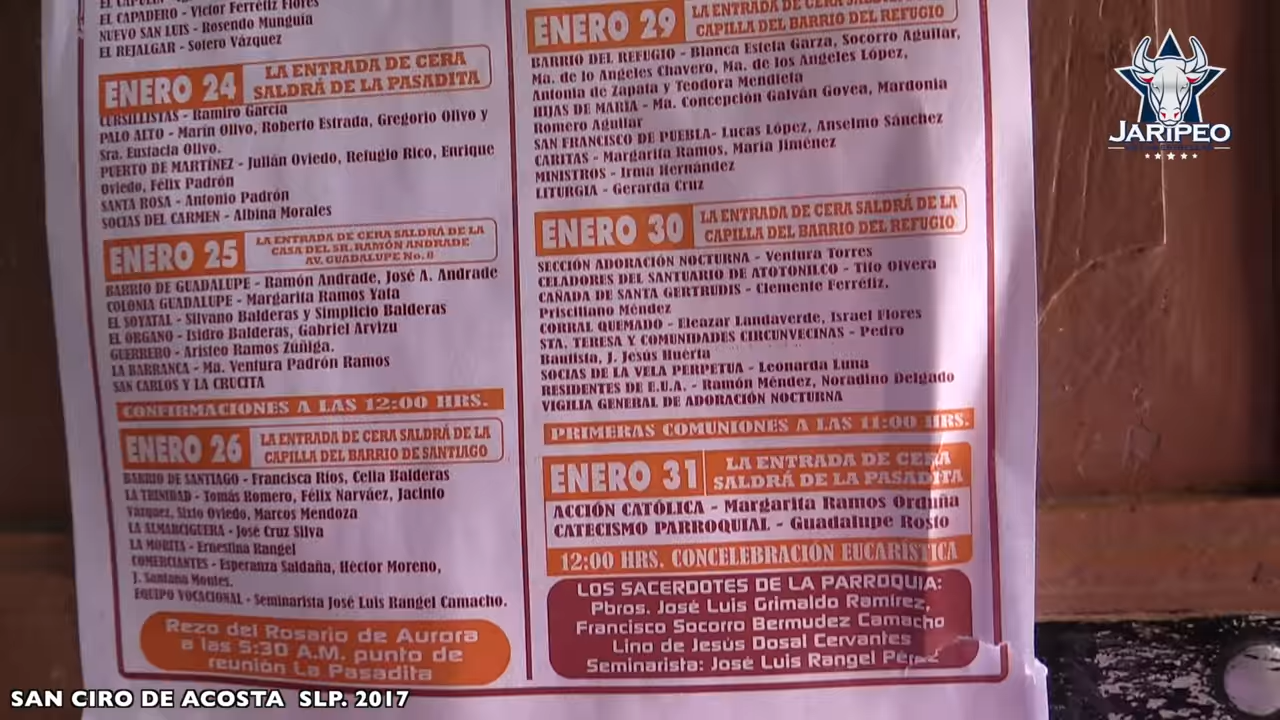 EL CAPADERO - Víctor Ferretiz Flores
NUEVO SAN LUIS - Rosendo Munguía
EL REJALGAR - Sotero Vázquez
ENERO 24
LA ENTRADA DE CERA
SALDRÁ DE LA PASADITA
CURSILLISTAS - Ramiro García
PALO ALTO - Marín Olivo, Roberto Estrada, Gregorio Olivo y
Sra. Eustacia Olivo.
PUERTO DE MARTÍNEZ - Julián Oviedo, Refugio Rico, Enrique
Oviedo, Félix Padrón
SANTA ROSA - Antonio Padrón
SOCIAS DEL CARMEN - Albina Morales
ENERO 25
LA ENTRADA DE CERA SALDRÁ DE LA
CASA DEL SR. RAMÓN ANDRADE
AV. GUADALUPE No. 8
BARRIO DE GUADALUPE - Ramón Andrade, José A. Andrade
COLONIA GUADALUPE - Margarita Ramos Yata
EL SOYATAL - Silvano Balderas y Simplicio Balderas
EL ORGANO - Isidro Balderas, Gabriel Arvizu
GUERRERO - Aristeo Ramos Zúñiga.
LA BARRANCA - Ma. Ventura Padrón Ramos
SAN CARLOS Y LA CRUCITA
CONFIRMACIONES A LAS 12:00 HRS.
ENERO 26
LA ENTRADA DE CERA SALDRÁ DE LA
CAPILLA DEL BARRIO DE SANTIAGO
BARRIO DE SANTIAGO - Francisca Ríos, Celia Balderas
LA TRINIDAD - Tomás Romero, Félix Narváez, Jacinto
Vázquez, Sixto Oviedo, Marcos Mendoza
LA ALMARCIGUERA - José Cruz Silva
LA MORITA - Ernestina Rangel
COMERCIANTES - Esperanza Saldaña, Héctor Moreno,
J. Santana Montes.
EQUIPO VOCACIONAL - Seminarista José Luis Rangel Camacho.
Rezo del Rosario de Aurora
a las 5:30 A.M. punto de
reunión La Pasadita
ENERO 29
LA ENTRADA DE CERA SALDRÁ DE LA
CAPILLA DEL BARRIO DEL REFUGIO
BARRIO DEL REFUGIO - Blanca Estela Garza, Socorro Aguilar,
Ma. de lo Angeles Chavero, Ma. de los Angeles López,
Antonia de Zapata y Teodora Mendieta
HIJAS DE MARIA - Ma. Concepción Galván Govea, Mardonia
Romero Aguilar
SAN FRANCISCO DE PUEBLA- Lucas López, Anselmo Sánchez
CARITAS - Margarita Ramos, María Jiménez
MINISTROS - Irma Hernández
LITURGIA - Gerarda Cruz
ENERO 30
LA ENTRADA DE CERA SALDRÁ DE LA
CAPILLA DEL BARRIO DEL REFUGIO
SECCIÓN ADORACIÓN NOCTURNA - Ventura Torres
CELADORES DEL SANTUARIO DE ATOTONILCO - Tito Olvera
CAÑADA DE SANTA GERTRUDIS - Clemente Ferrétiz,
Prisciliano Méndez
CORRAL QUEMADO - Eleazar Landaverde, Israel Flores
STA. TERESA Y COMUNIDADES CIRCUNVECINAS - Pedro
Bautista, J. Jesús Huerta
SOCIAS DE LA VELA PERPETUA - Leonarda Luna
RESIDENTES DE E.U.A. - Ramón Méndez, Noradino Delgado
VIGILIA GENERAL DE ADORACIÓN NOCTURNA
PRIMERAS COMUNIONES A LAS 11:00 HRS.
ENERO 31
LA ENTRADA DE CERA
SALDRÁ DE LA PASADITA
ACCIÓN CATÓLICA - Margarita Ramos Orduña
CATECISMO PARROQUIAL - Guadalupe Rosto
12:00 HRS. CONCELEBRACIÓN EUCARÍSTICA
LOS SACERDOTES DE LA PARROQUIA:
Pbros. José Luis Grimaldo Ramírez,
Francisco Socorro Bermudez Camacho
Lino de Jesús Dosal Cervantes
Seminarista: José Luis Rangel Pérez
JARIPEO
SAN CIRO DE ACOSTA SLP. 2017